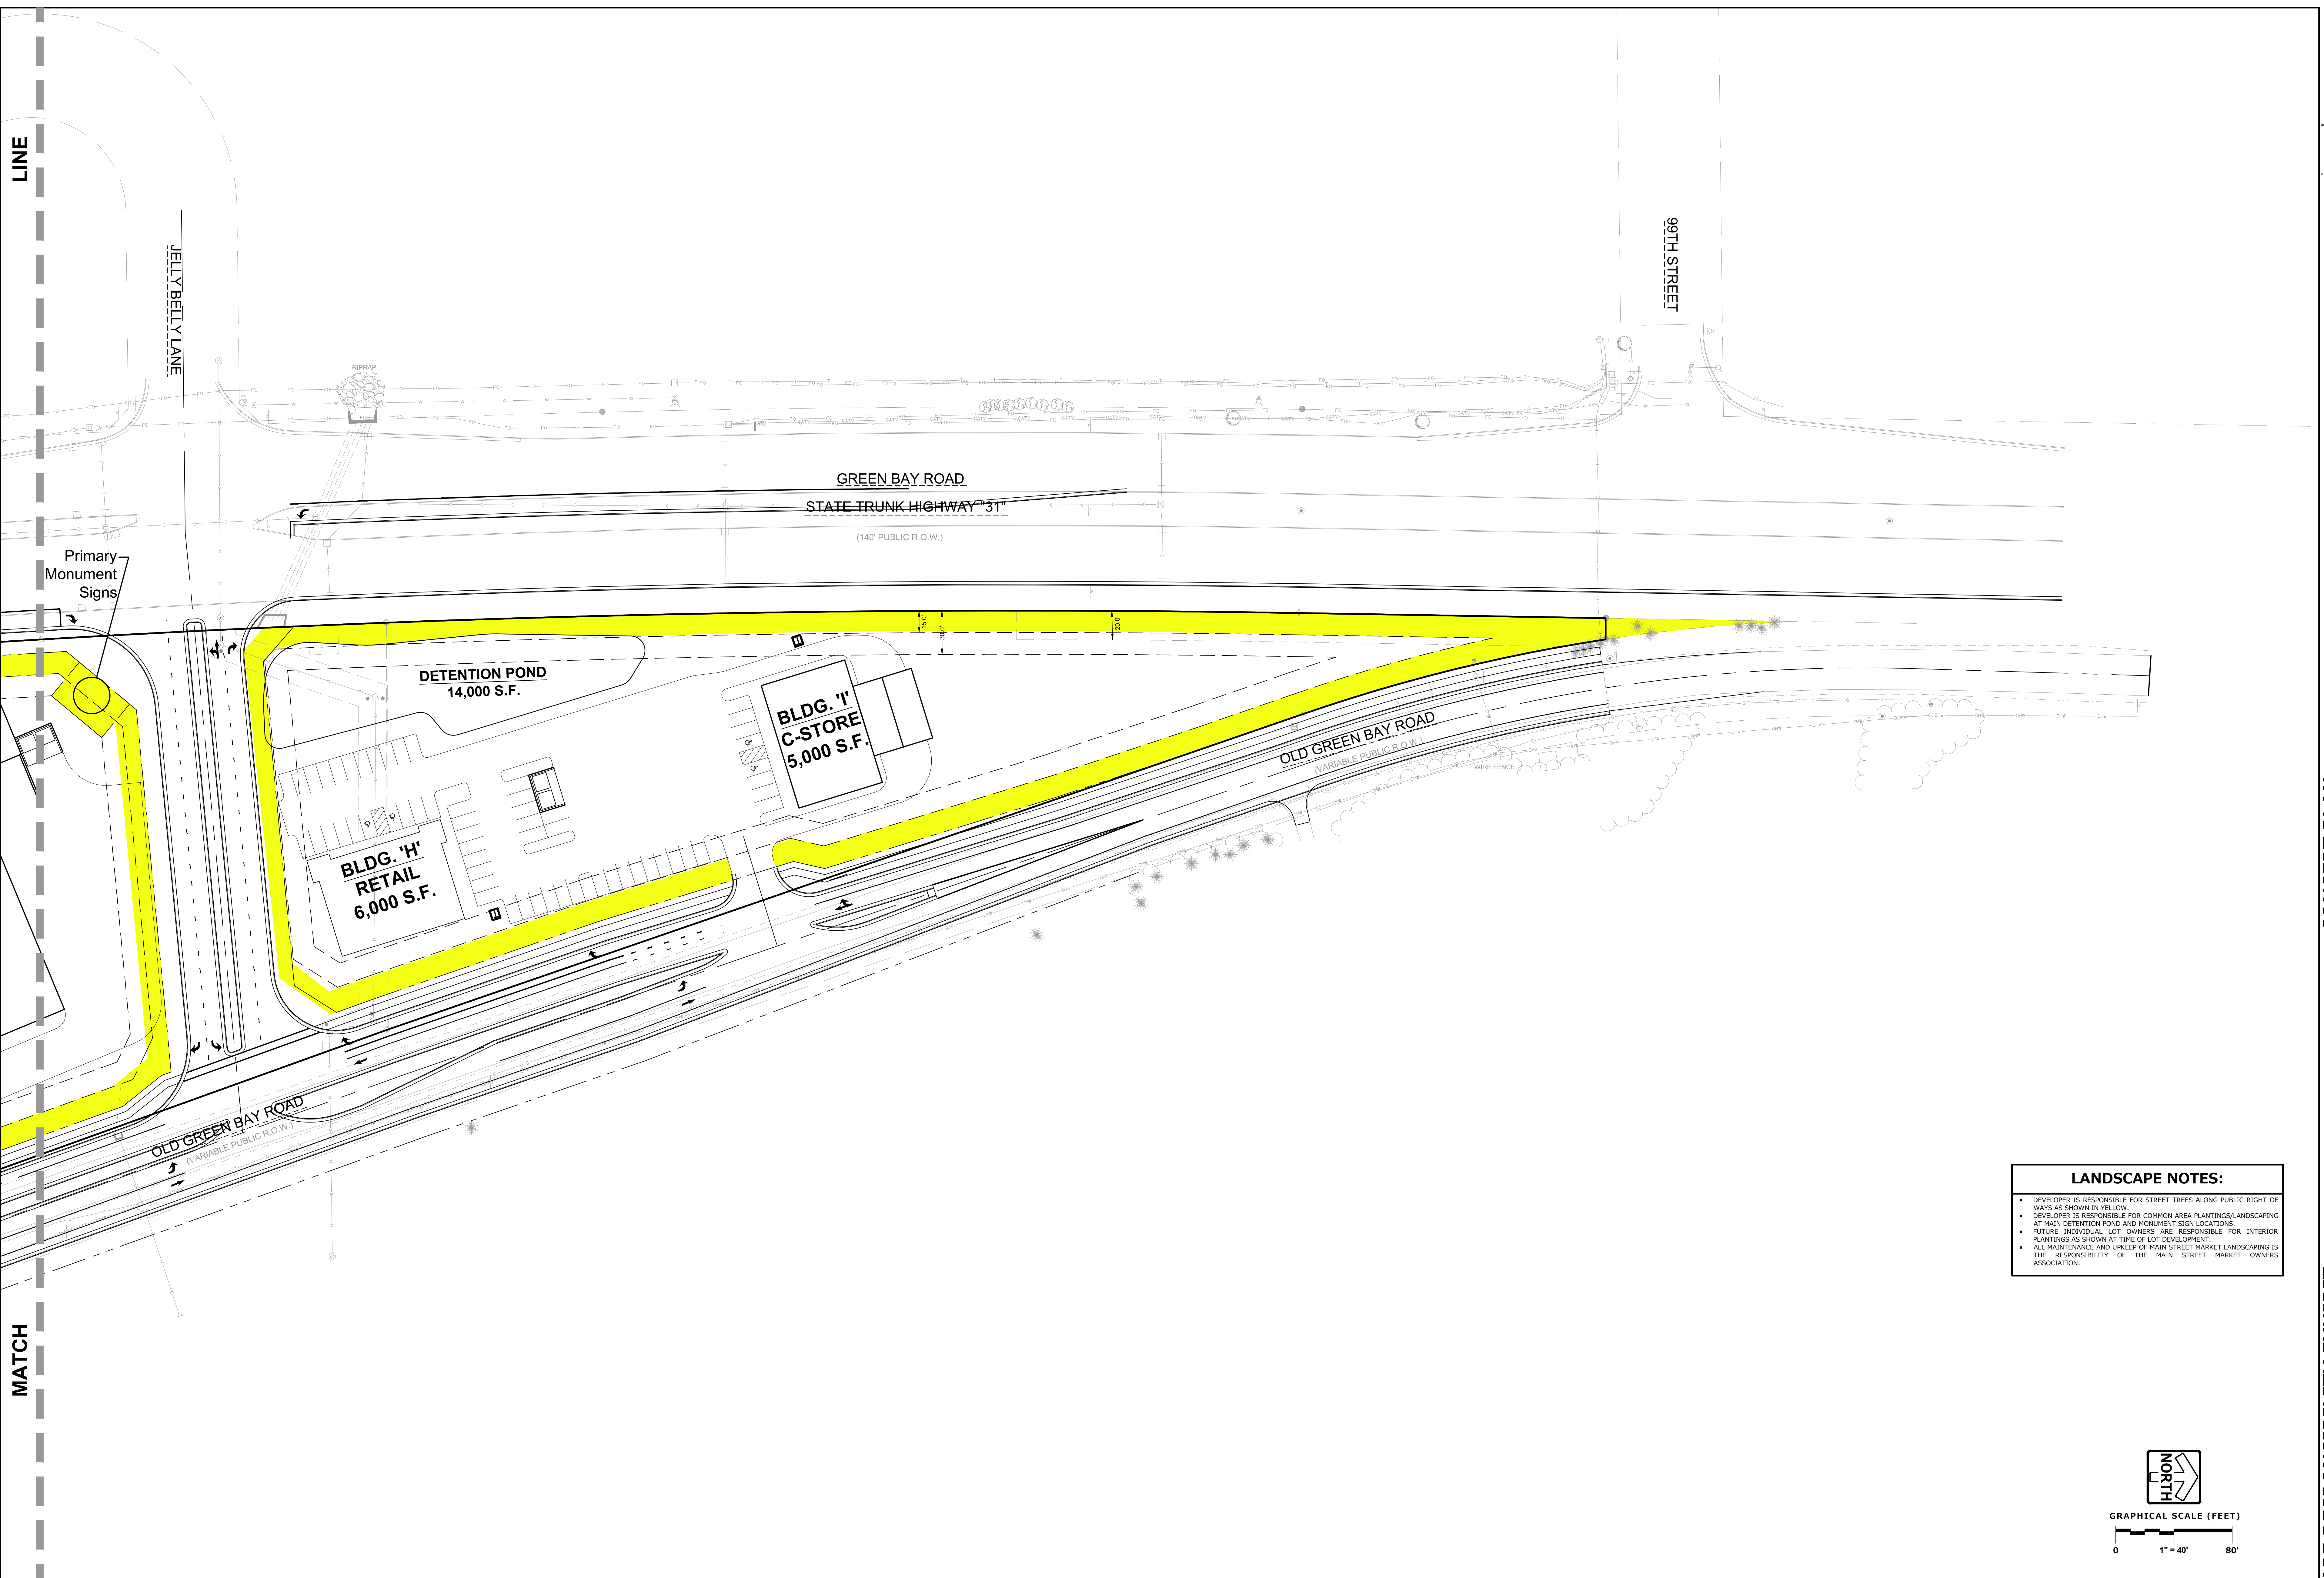 LINE
JELLY BELLY LANE
99TH STREET
RIPRAP
GREEN BAY ROAD
STATE TRUNK HIGHWAY "31"
(140' PUBLIC R.O.W.)
Primary
Monument
Signs
15.0'
30.0'
20.0'
DETENTION POND
14,000 S.F.
BLDG. 'I'
C-STORE
5,000 S.F.
OLD GREEN BAY ROAD
(VARIABLE PUBLIC R.O.W.)
WIRE FENCE
BLDG. 'H'
RETAIL
6,000 S.F.
OLD GREEN BAY ROAD
(VARIABLE PUBLIC R.O.W.)
MATCH
LANDSCAPE NOTES:
• DEVELOPER IS RESPONSIBLE FOR STREET TREES ALONG PUBLIC RIGHT OF
WAYS AS SHOWN IN YELLOW.
• DEVELOPER IS RESPONSIBLE FOR COMMON AREA PLANTINGS/LANDSCAPING
AT MAIN DETENTION POND AND MONUMENT SIGN LOCATIONS.
• FUTURE INDIVIDUAL LOT OWNERS ARE RESPONSIBLE FOR INTERIOR
PLANTINGS AS SHOWN AT TIME OF LOT DEVELOPMENT.
• ALL MAINTENANCE AND UPKEEP OF MAIN STREET MARKET LANDSCAPING IS
THE RESPONSIBILITY OF THE MAIN STREET MARKET OWNERS
ASSOCIATION.
NORTH
GRAPHICAL SCALE (FEET)
0 1" = 40' 80'